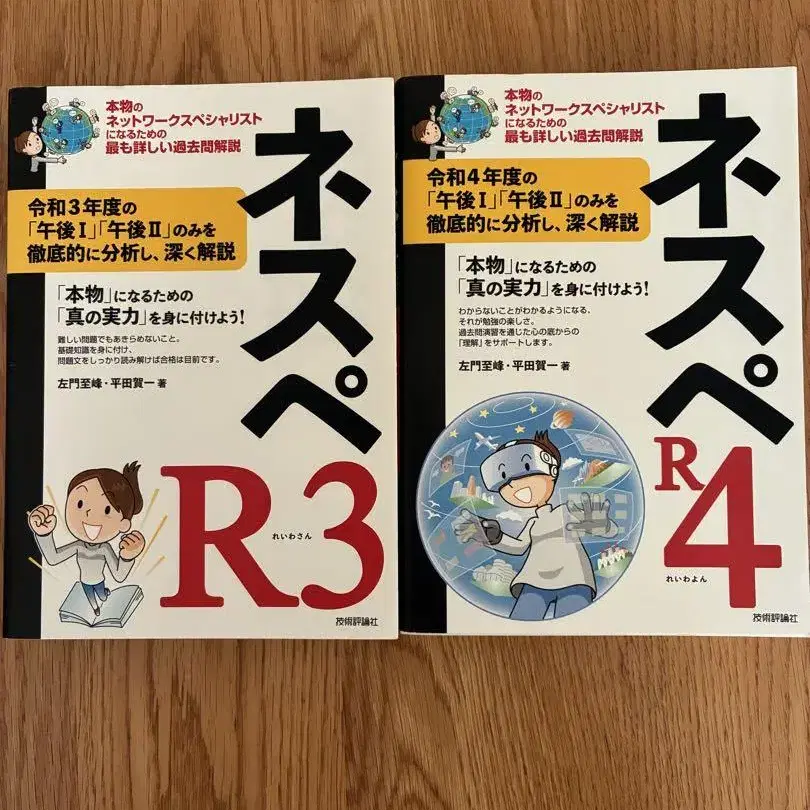 本物の
ネットワークスペシャリスト
になるための
最も詳しい過去問解説
令和3年度の
「午後Ⅰ」「午後Ⅱ」のみを
徹底的に分析し、深く解説
「本物」になるための
「真の実力」を身に付けよう!
難しい問題でもあきらめないこと。
基礎知識を身に付け、
問題文をしっかり読み解けば合格は目前です。
左門至峰・平田賀一 著
ネスペ
R3
れいわさん
技術評論社
本物の
ネットワークスペシャリスト
になるための
最も詳しい過去問解説
令和4年度の
「午後Ⅰ」「午後Ⅱ」のみを
徹底的に分析し、深く解説
「本物」になるための
「真の実力」を身に付けよう!
わからないことがわかるようになる、
それが勉強の楽しさ。
過去問演習を通じた心の底からの
「理解」をサポートします。
左門至峰・平田賀一 著
ネスペ
R4
れいわよん
技術評論社